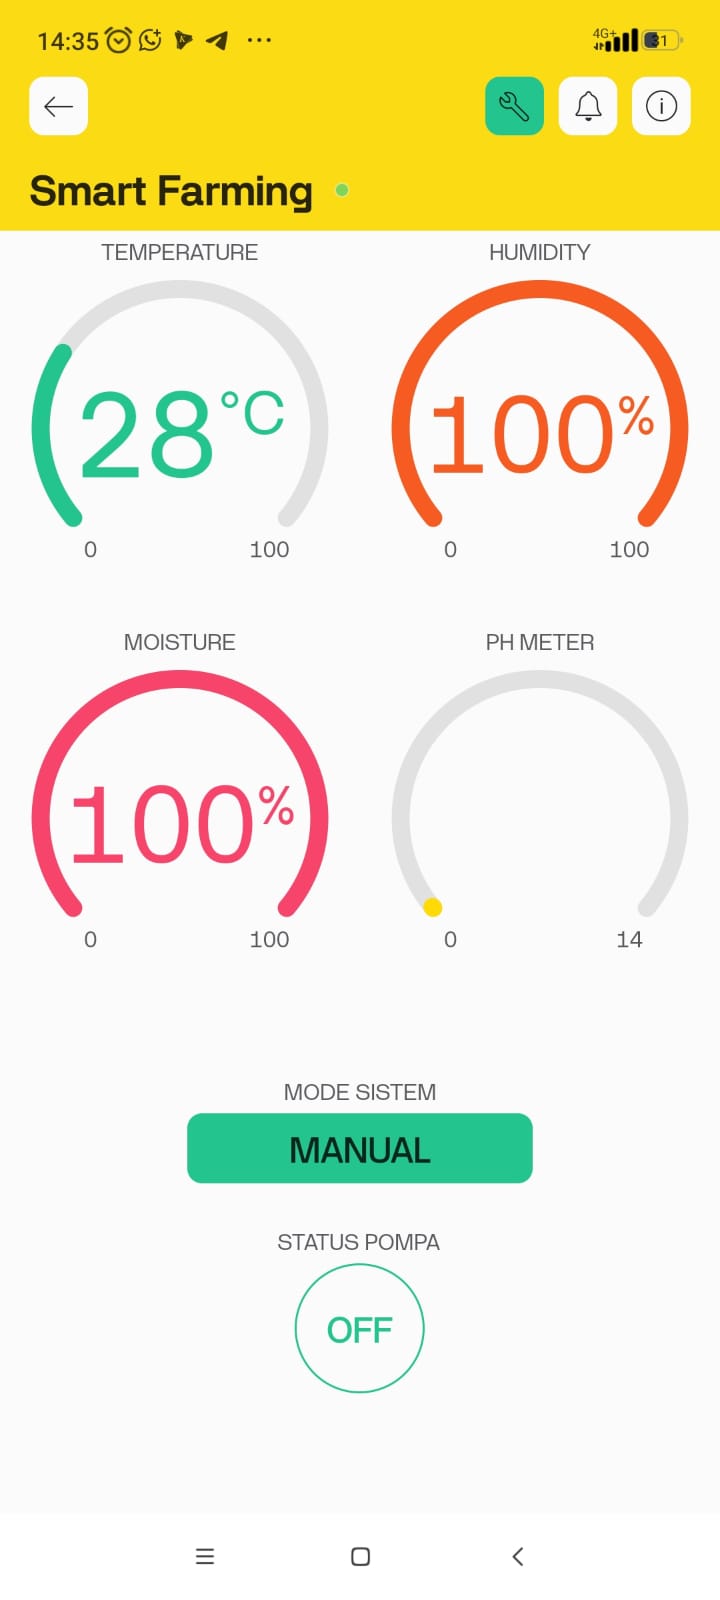 14:35
4G+
31
Smart Farming
TEMPERATURE
HUMIDITY
28°C
100%
0
100
0
100
MOISTURE
PH METER
100%
0
100
0
14
MODE SISTEM
MANUAL
STATUS POMPA
OFF